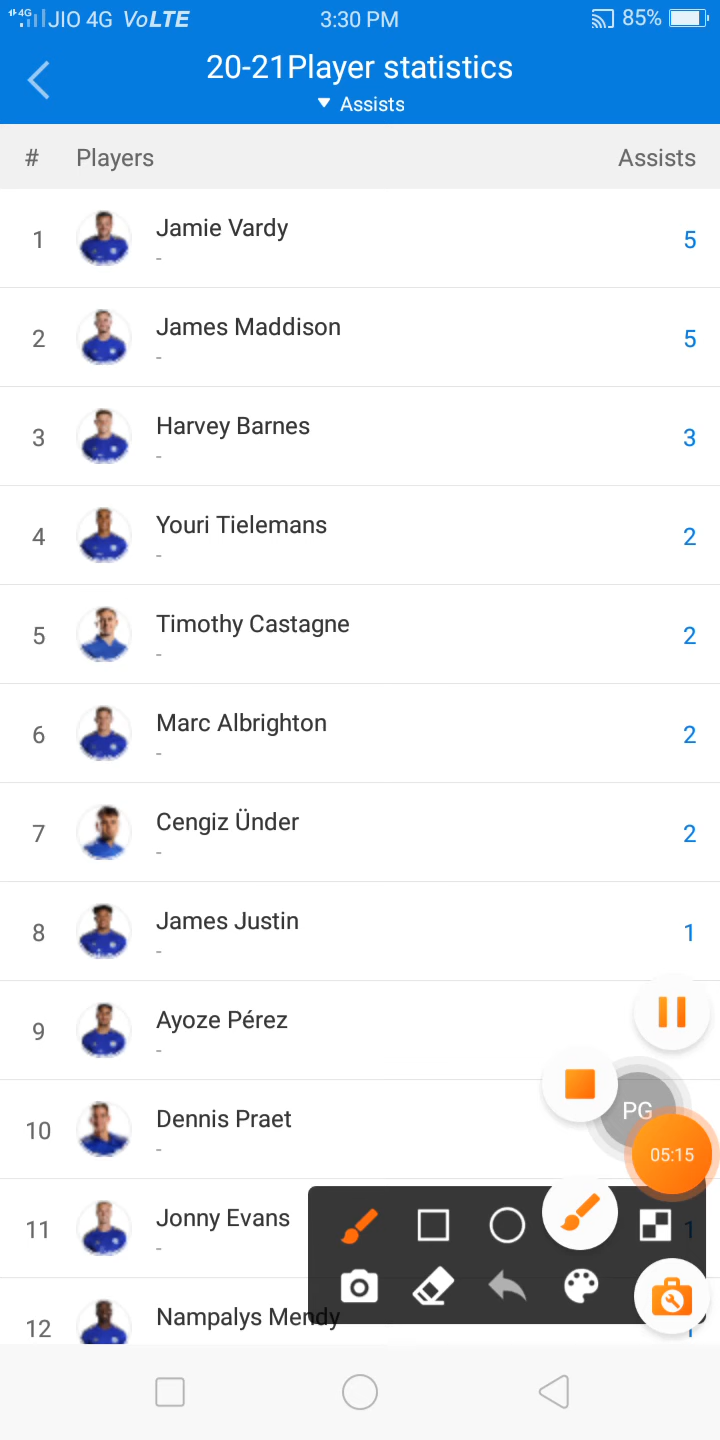 4G JIO 4G VoLTE 3:30 PM 85%
20-21Player statistics
▼ Assists
# Players Assists
1 Jamie Vardy 5
-
2 James Maddison 5
-
3 Harvey Barnes 3
-
4 Youri Tielemans 2
-
5 Timothy Castagne 2
-
6 Marc Albrighton 2
-
7 Cengiz Ünder 2
-
8 James Justin 1
-
9 Ayoze Pérez
-
10 Dennis Praet
-
PG
05:15
11 Jonny Evans 1
-
12 Nampalys Mendy 1